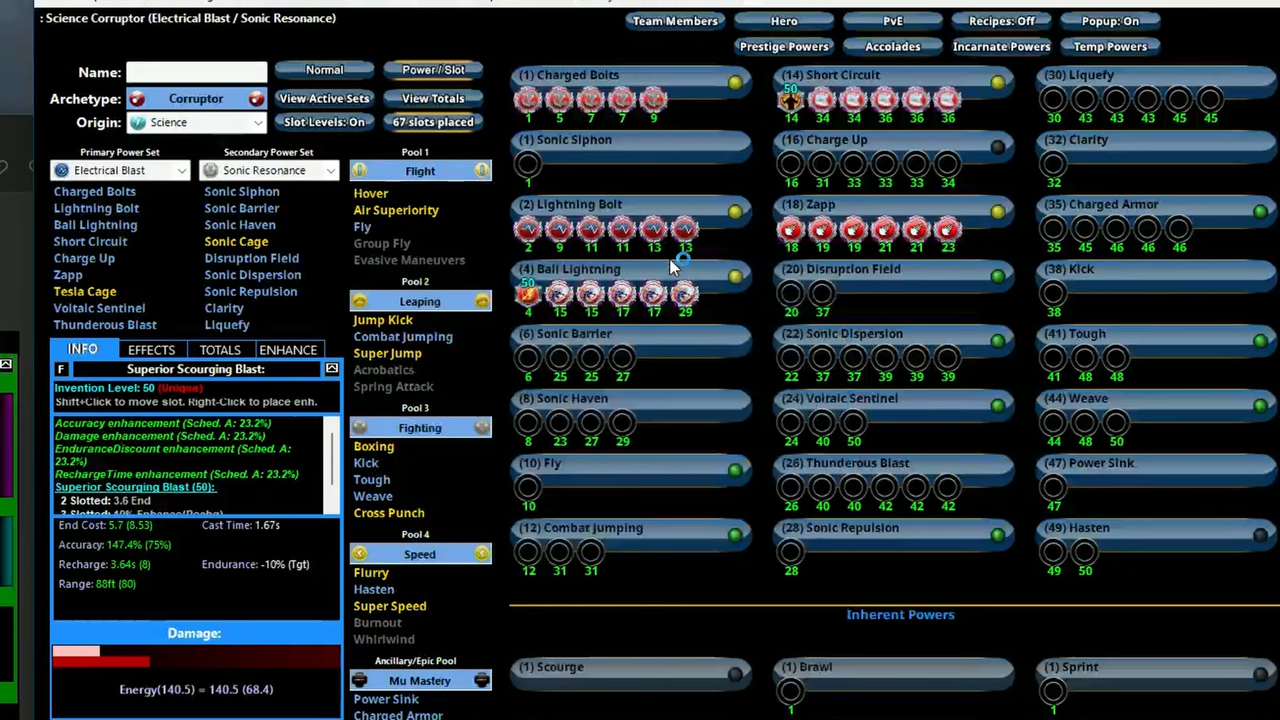 : Science Corruptor (Electrical Blast / Sonic Resonance)
Team Members
Hero
PvE
Recipes: Off
Popup: On
Prestige Powers
Accolades
Incarnate Powers
Temp Powers
Name:
Archetype: Corruptor
Origin: Science
Normal
Power / Slot
View Active Sets
View Totals
Slot Levels: On
67 slots placed
Primary Power Set
Secondary Power Set
Electrical Blast
Sonic Resonance
Charged Bolts
Lightning Bolt
Ball Lightning
Short Circuit
Charge Up
Zapp
Tesla Cage
Voltaic Sentinel
Thunderous Blast
Sonic Siphon
Sonic Barrier
Sonic Haven
Sonic Cage
Disruption Field
Sonic Dispersion
Sonic Repulsion
Clarity
Liquefy
INFO
EFFECTS
TOTALS
ENHANCE
F
Superior Scourging Blast:
Invention Level: 50 (Unique)
Shift+Click to move slot. Right-Click to place enh.
Accuracy enhancement (Sched. A: 23.2%)
Damage enhancement (Sched. A: 23.2%)
EnduranceDiscount enhancement (Sched. A:
23.2%)
RechargeTime enhancement (Sched. A: 23.2%)
Superior Scourging Blast (50):
2 Slotted: 3.6 End
End Cost: 5.7 (8.53)
Cast Time: 1.67s
Accuracy: 147.4% (75%)
Recharge: 3.64s (8)
Endurance: -10% (Tgt)
Range: 88ft (80)
Damage:
Energy(140.5) = 140.5 (68.4)
Pool 1
Flight
Hover
Air Superiority
Fly
Group Fly
Evasive Maneuvers
Pool 2
Leaping
Jump Kick
Combat Jumping
Super Jump
Acrobatics
Spring Attack
Pool 3
Fighting
Boxing
Kick
Tough
Weave
Cross Punch
Pool 4
Speed
Flurry
Hasten
Super Speed
Burnout
Whirlwind
Ancillary/Epic Pool
Mu Mastery
Power Sink
Charged Armor
(1) Charged Bolts
1 5 7 7 9
(1) Sonic Siphon
1
(2) Lightning Bolt
2 9 11 11 13 13
(4) Ball Lightning
50
4 15 15 17 17 29
(6) Sonic Barrier
6 25 25 27
(8) Sonic Haven
8 23 27 29
(10) Fly
10
(12) Combat Jumping
12 31 31
(14) Short Circuit
50
14 34 34 36 36 36
(16) Charge Up
16 31 33 33 33 34
(18) Zapp
18 19 19 21 21 23
(20) Disruption Field
20 37
(22) Sonic Dispersion
22 37 37 39 39 39
(24) Voltaic Sentinel
24 40 50
(26) Thunderous Blast
26 40 40 42 42 42
(28) Sonic Repulsion
28
(30) Liquefy
30 43 43 43 45 45
(32) Clarity
32
(35) Charged Armor
35 45 46 46 46
(38) Kick
38
(41) Tough
41 48 48
(44) Weave
44 48 50
(47) Power Sink
47
(49) Hasten
49 50
Inherent Powers
(1) Scourge
(1) Brawl
1
(1) Sprint
1